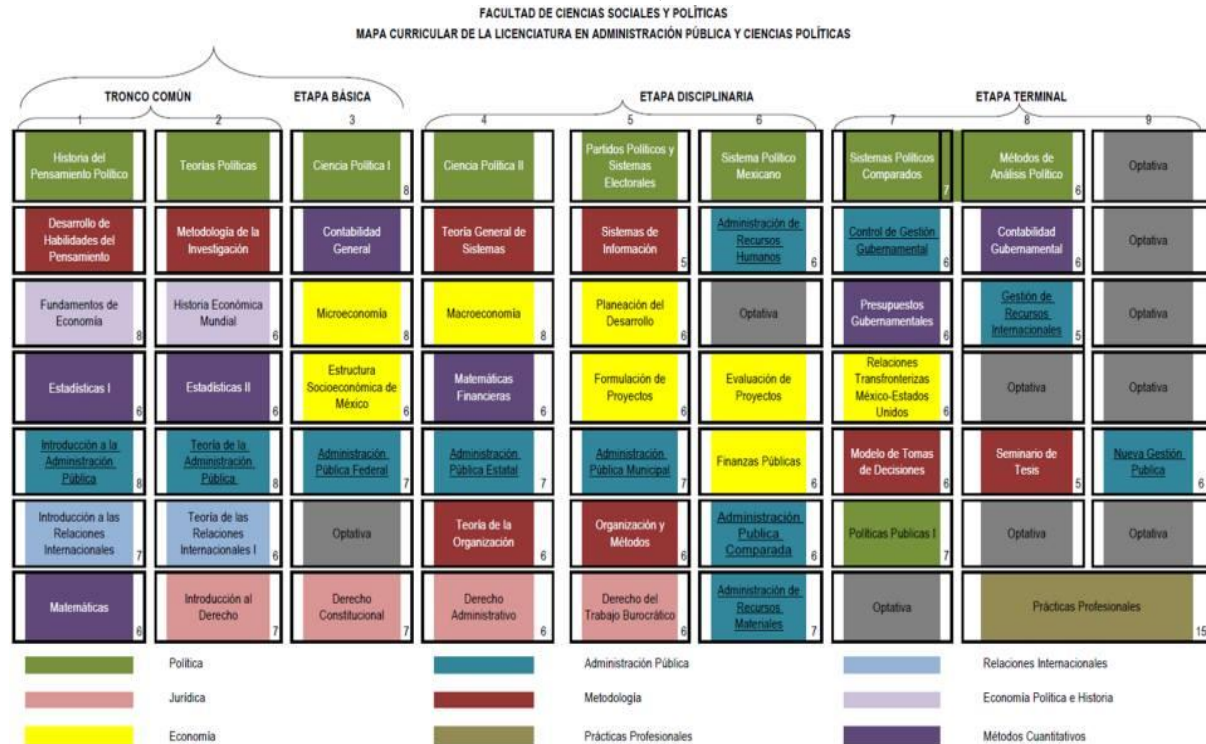 FACULTAD DE CIENCIAS SOCIALES Y POLÍTICAS
MAPA CURRICULAR DE LA LICENCIATURA EN ADMINISTRACIÓN PÚBLICA Y CIENCIAS POLÍTICAS
TRONCO COMÚN
ETAPA BÁSICA
ETAPA DISCIPLINARIA
ETAPA TERMINAL
1 2 3 4 5 6 7 8 9
Historia del
Pensamiento Político
Teorías Políticas
Ciencia Política I
8
Ciencia Política II
Partidos Políticos y
Sistemas
Electorales
Sistema Político
Mexicano
Sistemas Políticos
Comparados
7
Métodos de
Análisis Político
6
Optativa
Desarrollo de
Habilidades del
Pensamiento
Metodología de la
Investigación
Contabilidad
General
Teoría General de
Sistemas
Sistemas de
Información
5
Administración de
Recursos
Humanos
6
Control de Gestión
Gubernamental
6
Contabilidad
Gubernamental
6
Optativa
Fundamentos de
Economía
8
Historia Económica
Mundial
6
Microeconomía
8
Macroeconomía
8
Planeación del
Desarrollo
6
Optativa
Presupuestos
Gubernamentales
6
Gestión de
Recursos
Internacionales
5
Optativa
Estadísticas I
6
Estadísticas II
6
Estructura
Socioeconómica de
México
6
Matemáticas
Financieras
6
Formulación de
Proyectos
6
Evaluación de
Proyectos
6
Relaciones
Transfronterizas
México-Estados
Unidos
6
Optativa
Optativa
Introducción a la
Administración
Pública
8
Teoría de la
Administración
Pública
8
Administración
Pública Federal
7
Administración
Pública Estatal
7
Administración
Pública Municipal
7
Finanzas Públicas
6
Modelo de Tomas
de Decisiones
6
Seminario de
Tesis
5
Nueva Gestión
Publica
6
Introducción a las
Relaciones
Internacionales
7
Teoría de las
Relaciones
Internacionales I
6
Optativa
Teoría de la
Organización
6
Organización y
Métodos
6
Administración
Publica
Comparada
6
Políticas Publicas I
7
Optativa
Optativa
Matemáticas
6
Introducción al
Derecho
7
Derecho
Constitucional
7
Derecho
Administrativo
6
Derecho del
Trabajo Burocrático
6
Administración de
Recursos
Materiales
7
Optativa
Prácticas Profesionales
15
Política
Administración Pública
Relaciones Internacionales
Jurídica
Metodología
Economía Política e Historia
Economía
Prácticas Profesionales
Métodos Cuantitativos